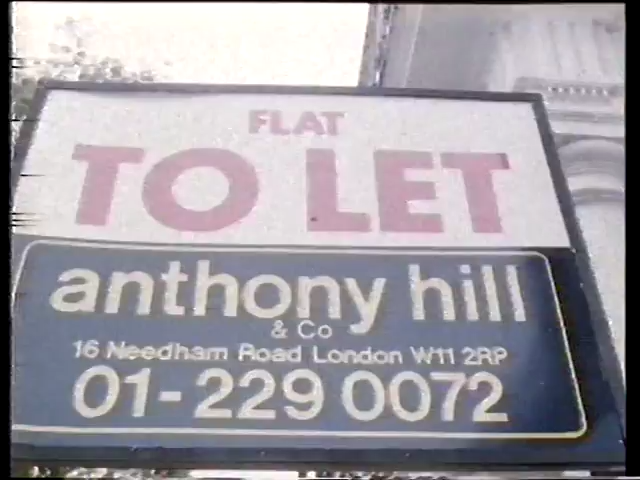 FLAT
TO LET
anthony hill
& Co
16 Needham Road London W11 2RP
01-229 0072